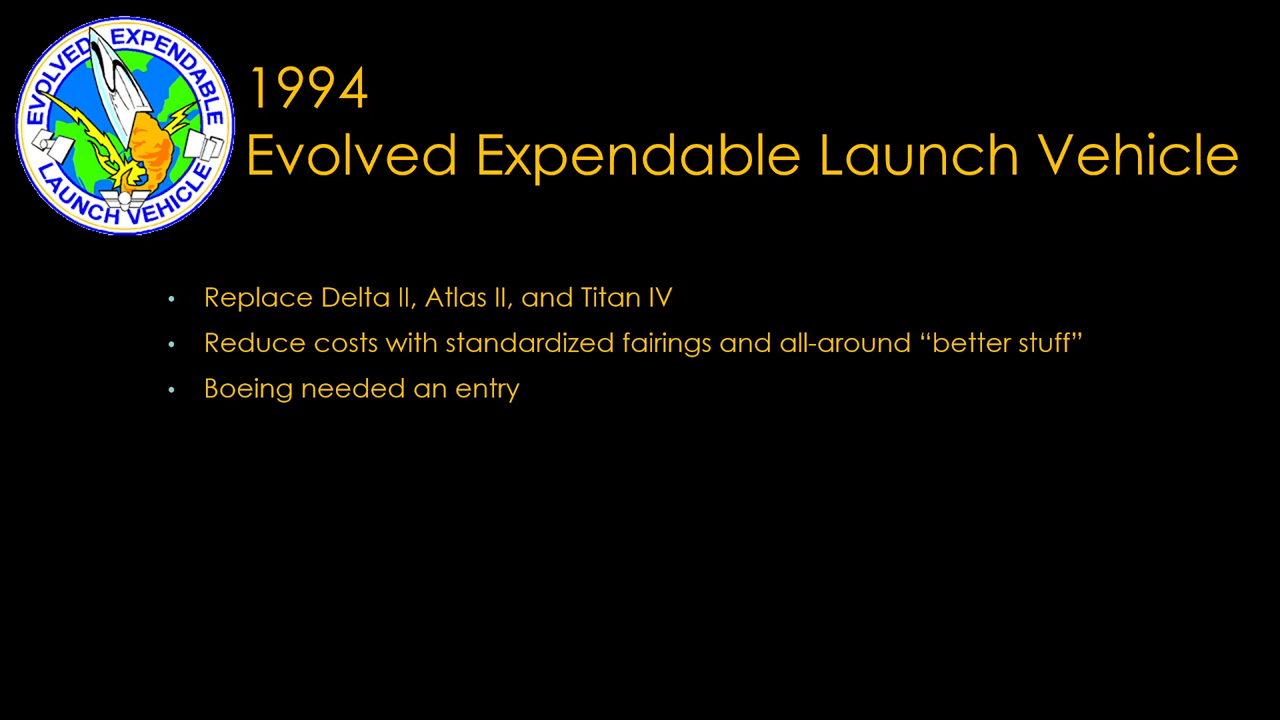 EVOLVED EXPENDABLE
LAUNCH VEHICLE
1994
Evolved Expendable Launch Vehicle
• Replace Delta II, Atlas II, and Titan IV
• Reduce costs with standardized fairings and all-around “better stuff”
• Boeing needed an entry